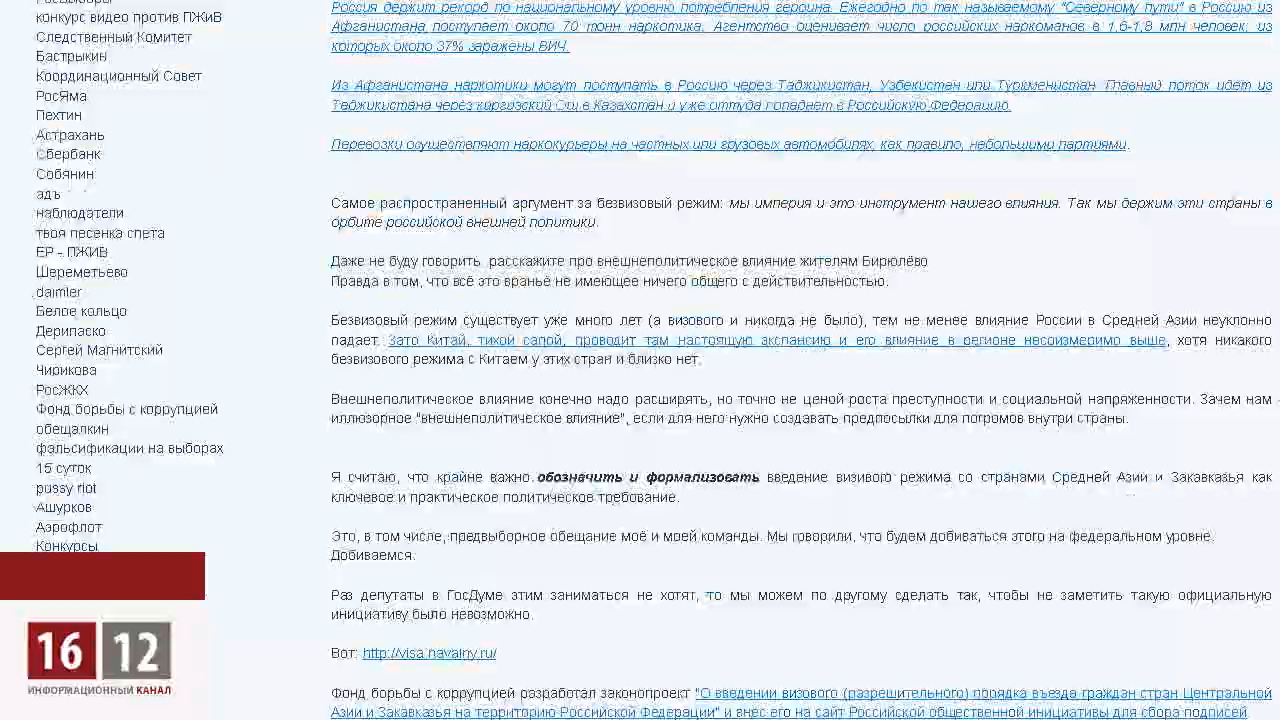 конкурс видео против ПЖиВ
Следственный Комитет
Бастрыкин
Координационный Совет
РосЯма
Пехтин
Астрахань
Сбербанк
Собянин
адъ
наблюдатели
твоя песенка спета
ЕР - ПЖИВ
Шереметьево
daimler
Белое кольцо
Дерипаско
Сергей Магнитский
Чирикова
РосЖКХ
Фонд борьбы с коррупцией
обещалкин
фальсификации на выборах
15 суток
pussy riot
Ашурков
Аэрофлот
Конкурсы
16 12
ИНФОРМАЦИОННЫЙ КАНАЛ
Россия держит рекорд по национальному уровню потребления героина. Ежегодно по так называемому "Северному пути" в Россию из
Афганистана поступает около 70 тонн наркотика. Агентство оценивает число российских наркоманов в 1,6-1,8 млн человек, из
которых около 37% заражены ВИЧ.
Из Афганистана наркотики могут поступать в Россию через Таджикистан, Узбекистан или Туркменистан. Главный поток идет из
Таджикистана через киргизский Ош в Казахстан и уже оттуда попадает в Российскую Федерацию.
Перевозки осуществляют наркокурьеры на частных или грузовых автомобилях, как правило, небольшими партиями.
Самое распространенный аргумент за безвизовый режим: мы империя и это инструмент нашего влияния. Так мы держим эти страны в
орбите российской внешней политики.
Даже не буду говорить расскажите про внешнеполитическое влияние жителям Бирюлёво
Правда в том, что всё это враньё не имеющее ничего общего с действительностью.
Безвизовый режим существует уже много лет (а визового и никогда не было), тем не менее влияние России в Средней Азии неуклонно
падает. Зато Китай, тихой сапой, проводит там настоящую экспансию и его влияние в регионе несоизмеримо выше, хотя никакого
безвизового режима с Китаем у этих стран и близко нет.
Внешнеполитическое влияние конечно надо расширять, но точно не ценой роста преступности и социальной напряженности. Зачем нам
иллюзорное "внешнеполитическое влияние", если для него нужно создавать предпосылки для погромов внутри страны.
Я считаю, что крайне важно обозначить и формализовать введение визивого режима со странами Средней Азии и Закавказья как
ключевое и практическое политическое требование.
Это, в том числе, предвыборное обещание моё и моей команды. Мы говорили, что будем добиваться этого на федеральном уровне.
Добиваемся.
Раз депутаты в ГосДуме этим заниматься не хотят, то мы можем по другому сделать так, чтобы не заметить такую официальную
инициативу было невозможно.
Вот: http://visa.navalny.ru/
Фонд борьбы с коррупцией разработал законопроект "О введении визового (разрешительного) порядка въезда граждан стран Центральной
Азии и Закавказья на территорию Российской Федерации" и внес его на сайт Российской общественной инициативы для сбора подписей.